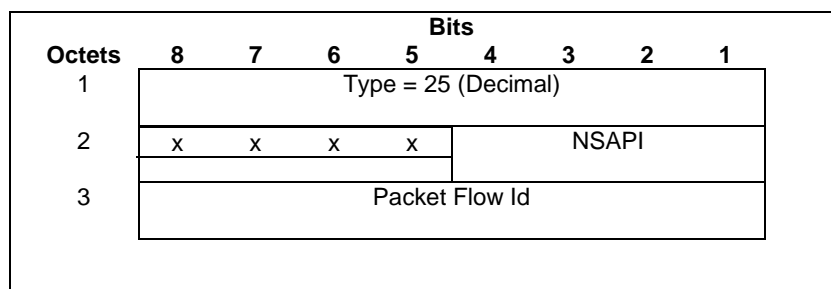 Bits
Octets 8 7 6 5 4 3 2 1
1 Type = 25 (Decimal)
2 x x x x NSAPI
3 Packet Flow Id